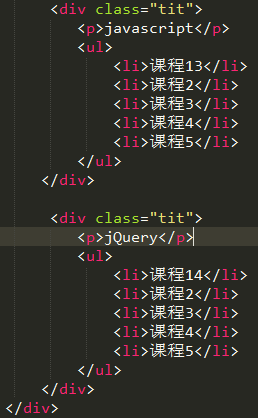 <div class="tit">
<p>javascript</p>
<ul>
<li>课程13</li>
<li>课程2</li>
<li>课程3</li>
<li>课程4</li>
<li>课程5</li>
</ul>
</div>
<div class="tit">
<p>jQuery</p>
<ul>
<li>课程14</li>
<li>课程2</li>
<li>课程3</li>
<li>课程4</li>
<li>课程5</li>
</ul>
</div>
</div>